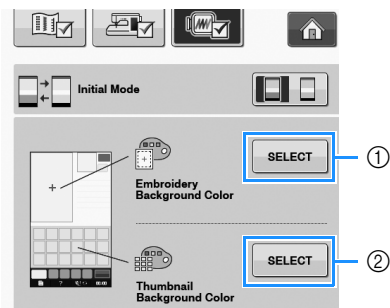 Initial Mode
SELECT
①
Embroidery
Background Color
SELECT
②
Thumbnail
Background Color